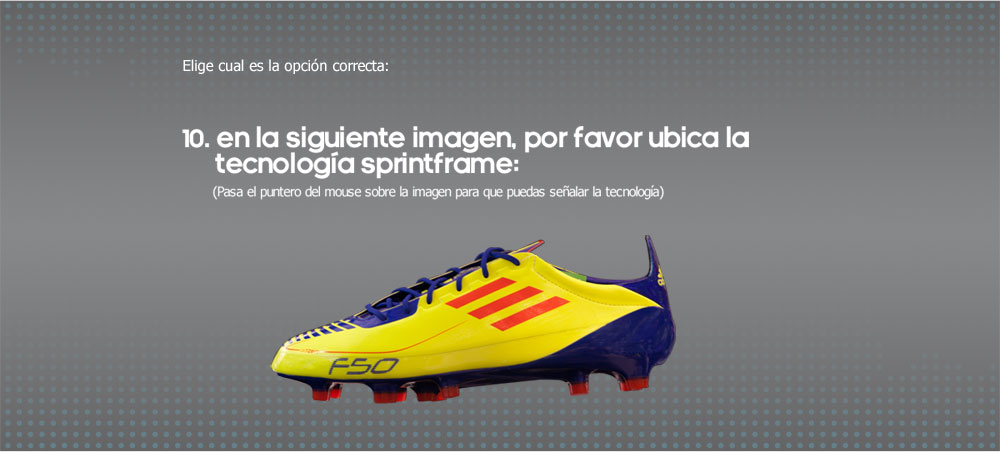 Elige cual es la opción correcta:
10. en la siguiente imagen, por favor ubica la
tecnología sprintframe:
(Pasa el puntero del mouse sobre la imagen para que puedas señalar la tecnología)
F50